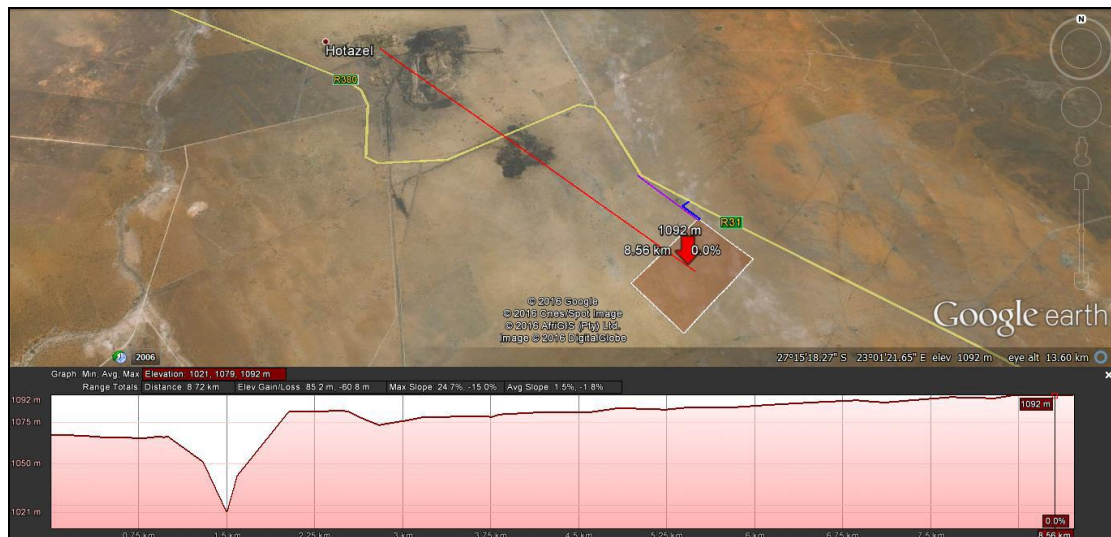 N
Hotazel
R380
R31
1092 m
8.56 km 0.0%
© 2016 Google
© 2016 Cnes/Spot Image
© 2016 AfriGIS (Pty) Ltd.
Image © 2016 DigitalGlobe
Google earth
2006
27°15'18.27" S 23°01'21.65" E elev 1092 m eye alt 13.60 km
Graph: Min, Avg, Max Elevation: 1021, 1079, 1092 m
Range Totals: Distance: 8.72 km Elev Gain/Loss: 85.2 m, -60.8 m Max Slope: 24.7%, -15.0% Avg Slope: 1.5%, -1.8%
1092 m
1092 m
1075 m
1050 m
1021 m
0.0%
0.75 km 1.5 km 2.25 km 3 km 3.75 km 4.5 km 5.25 km 6 km 6.75 km 7.5 km 8.56 km